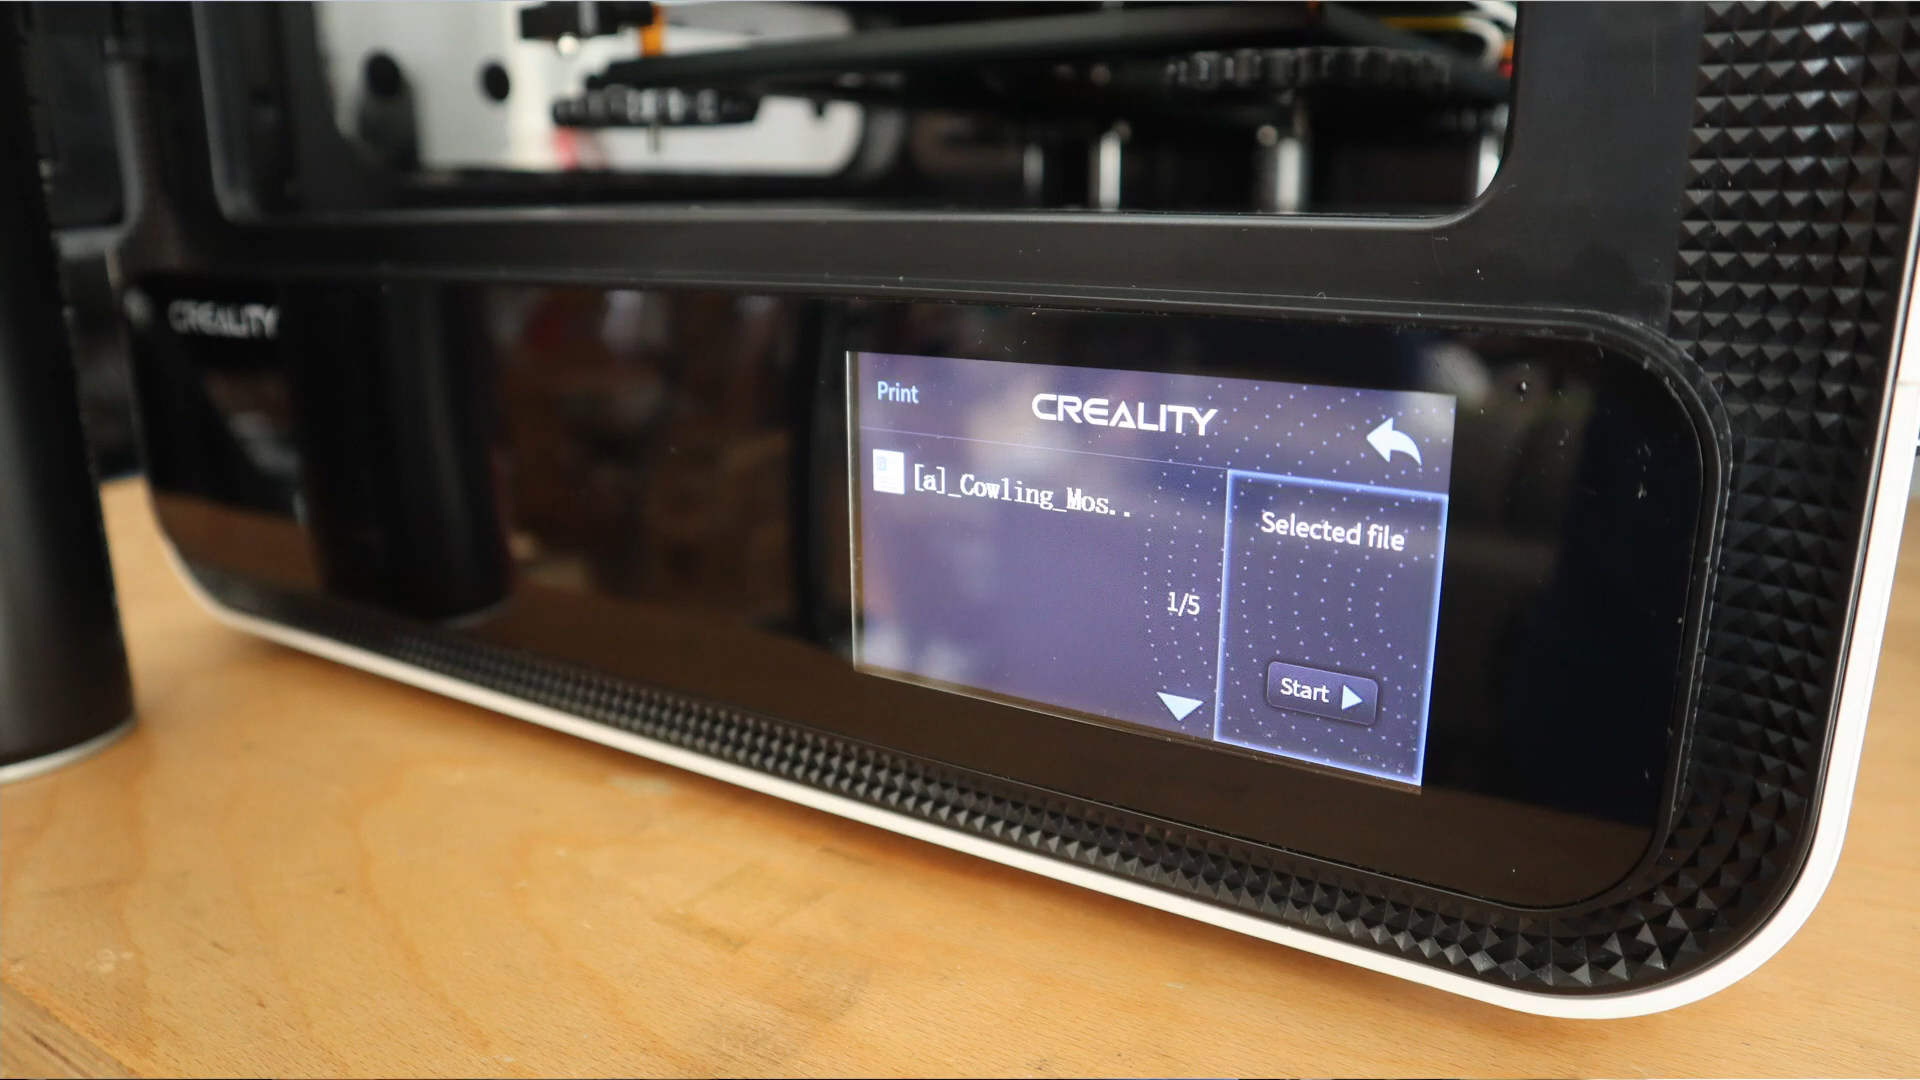 CREALITY
Print
CREALITY
[a]_Cowling_Mos..
Selected file
1/5
Start